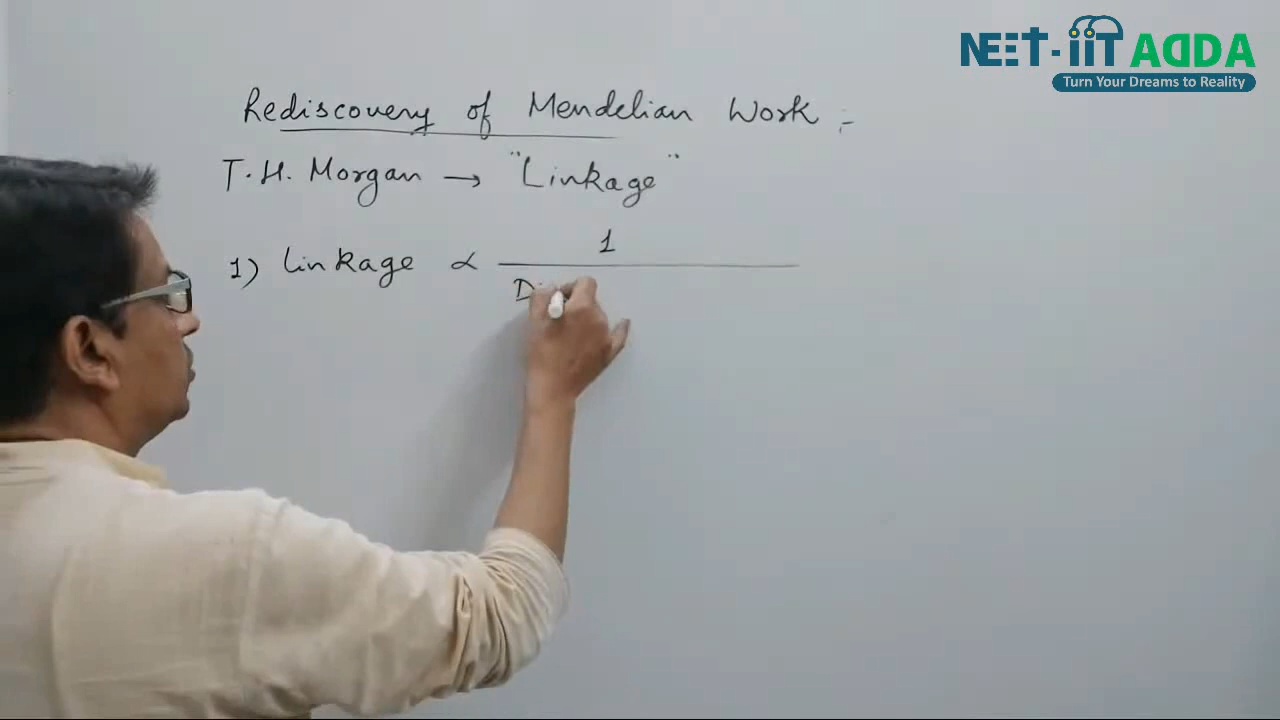 NEET-iiT ADDA
Turn Your Dreams to Reality
Rediscovery of Mendelian Work :-
T.H. Morgan → "Linkage"
1) Linkage ∝ 1